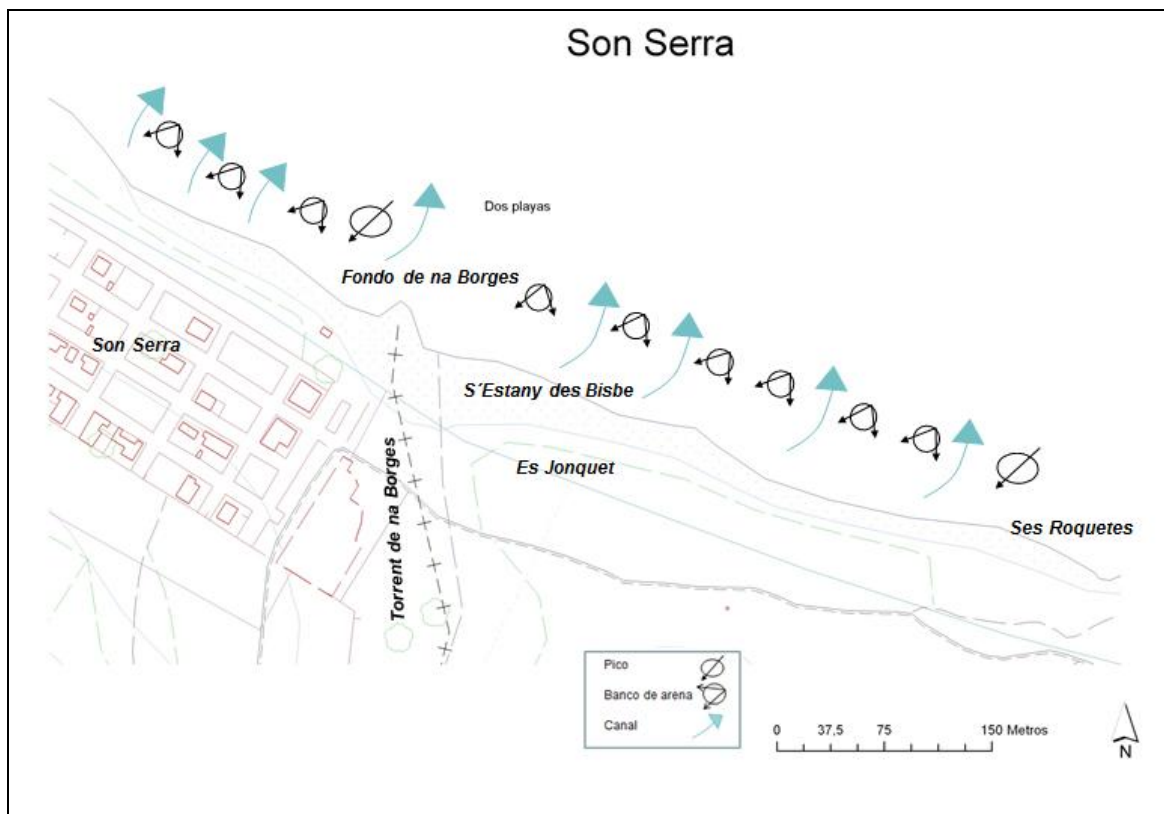 Son Serra
Dos playas
Fondo de na Borges
Son Serra
S´Estany des Bisbe
Es Jonquet
Torrent de na Borges
Ses Roquetes
Pico
Banco de arena
Canal
0 37,5 75 150 Metros
N